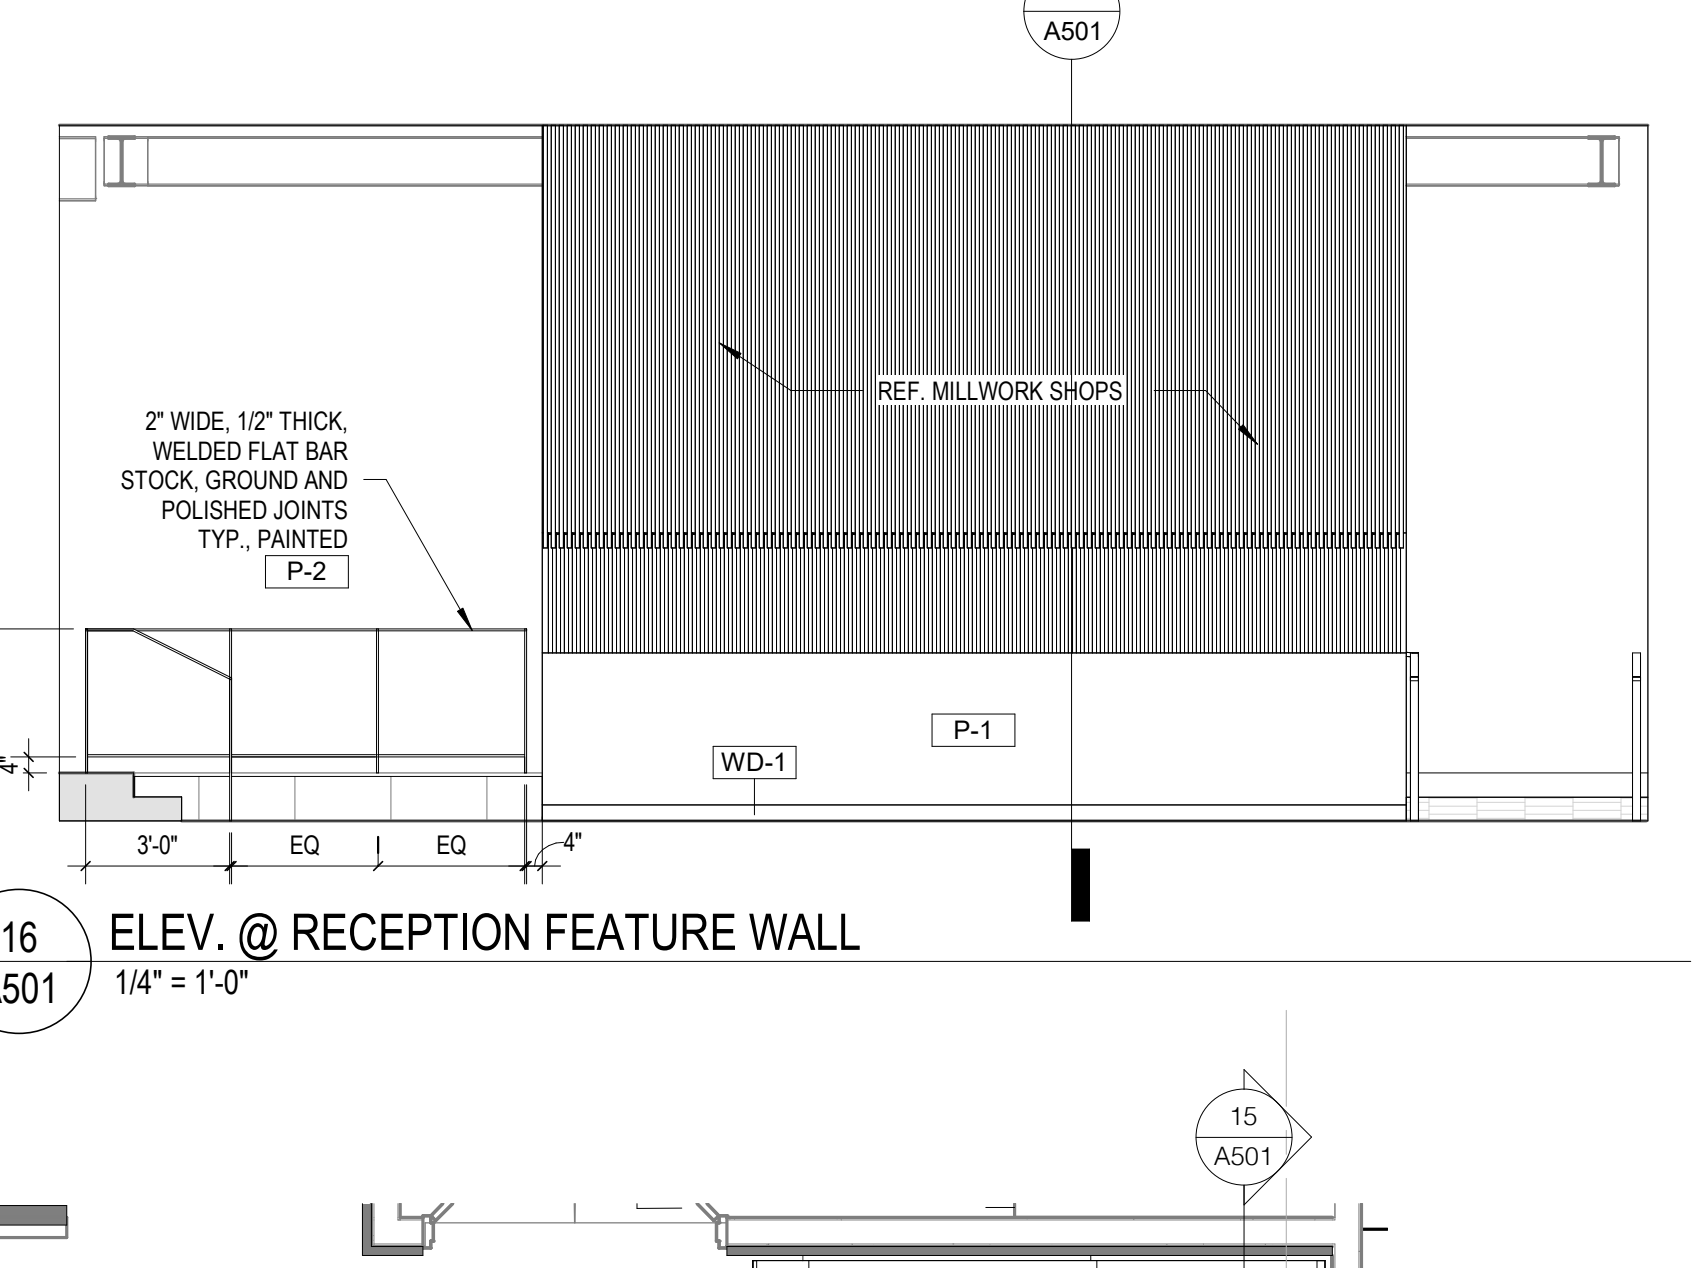 A501
REF. MILLWORK SHOPS
2" WIDE, 1/2" THICK,
WELDED FLAT BAR
STOCK, GROUND AND
POLISHED JOINTS
TYP., PAINTED
P-2
P-1
WD-1
4"
3'-0"
EQ
EQ
4"
16
A501
ELEV. @ RECEPTION FEATURE WALL
1/4" = 1'-0"
15
A501